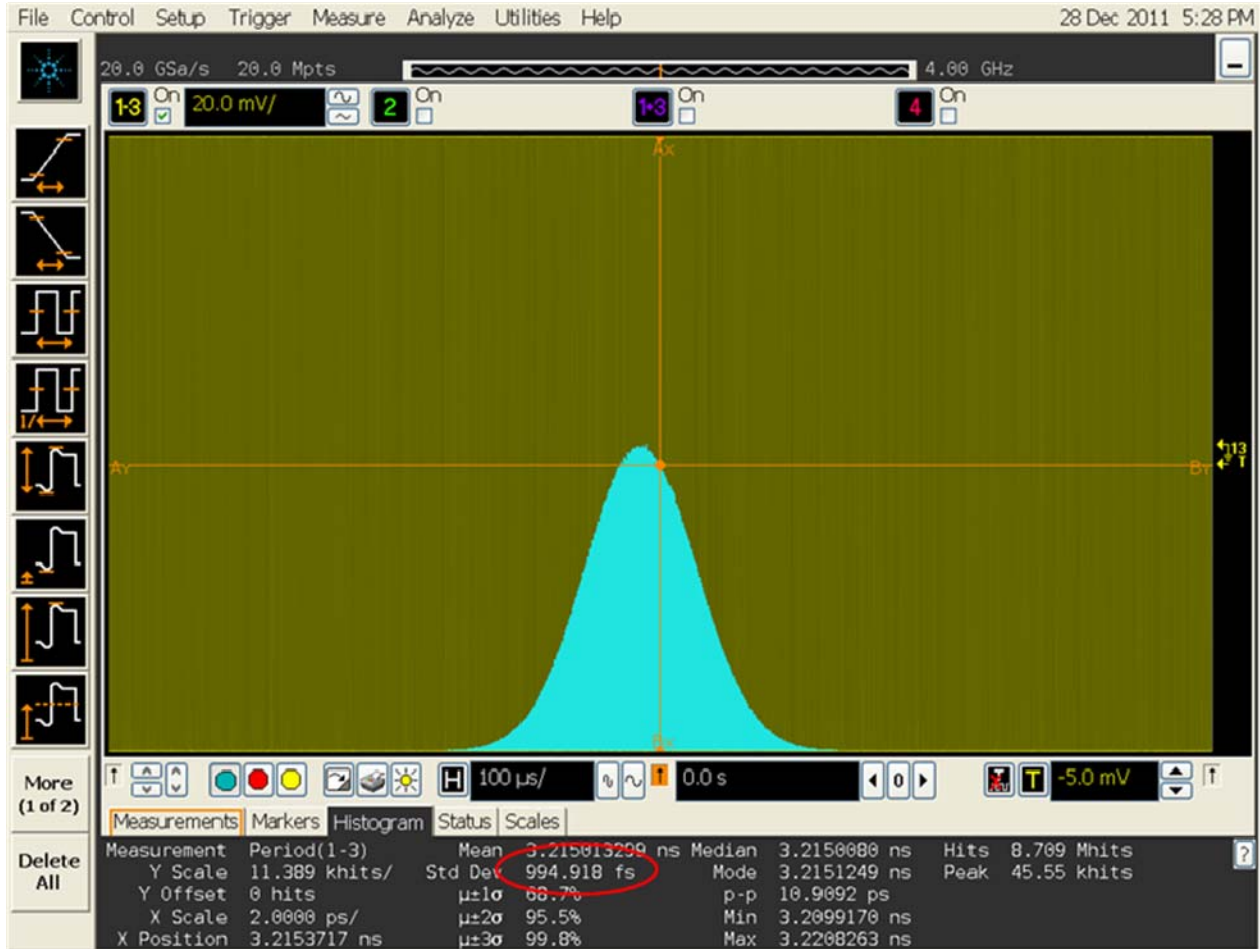 File Control Setup Trigger Measure Analyze Utilities Help 28 Dec 2011 5:28 PM
20.0 GSa/s 20.0 Mpts 4.00 GHz
1-3 On 20.0 mV/ 2 On 1•3 On 4 On
Ax
13
Ay By T
Bx
1/
H 100 µs/ 0.0 s 0 T -5.0 mV
More
(1 of 2)
Delete
All
Measurements Markers Histogram Status Scales
Measurement Period(1-3) Mean 3.215013299 ns Median 3.2150080 ns Hits 8.709 Mhits ?
Y Scale 11.389 khits/ Std Dev 994.918 fs Mode 3.2151249 ns Peak 45.55 khits
Y Offset 0 hits µ±1σ 68.7% p-p 10.9092 ps
X Scale 2.0000 ps/ µ±2σ 95.5% Min 3.2099170 ns
X Position 3.2153717 ns µ±3σ 99.8% Max 3.2208263 ns